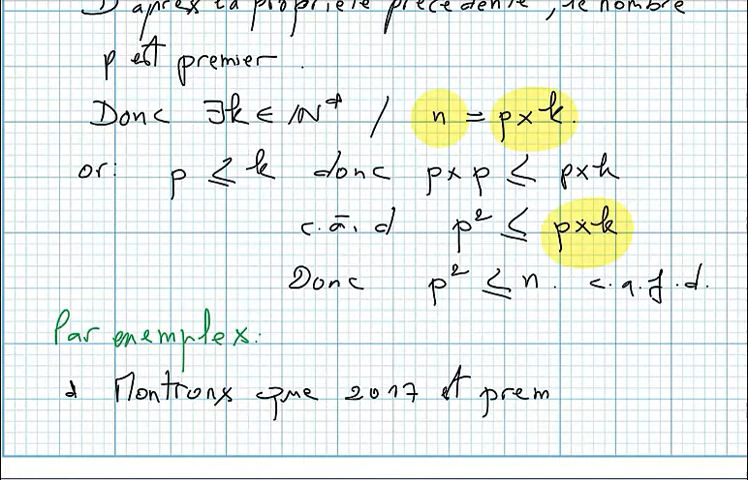 D'après la propriété précédente, le nombre
p est premier.
Donc ∃k ∈ ℕ* / n = p×k.
or: p ≤ k donc p×p ≤ p×k
c.à.d p² ≤ p×k
Donc p² ≤ n. c.q.f.d.
Par exemplex:
Montrons que 2017 est prem